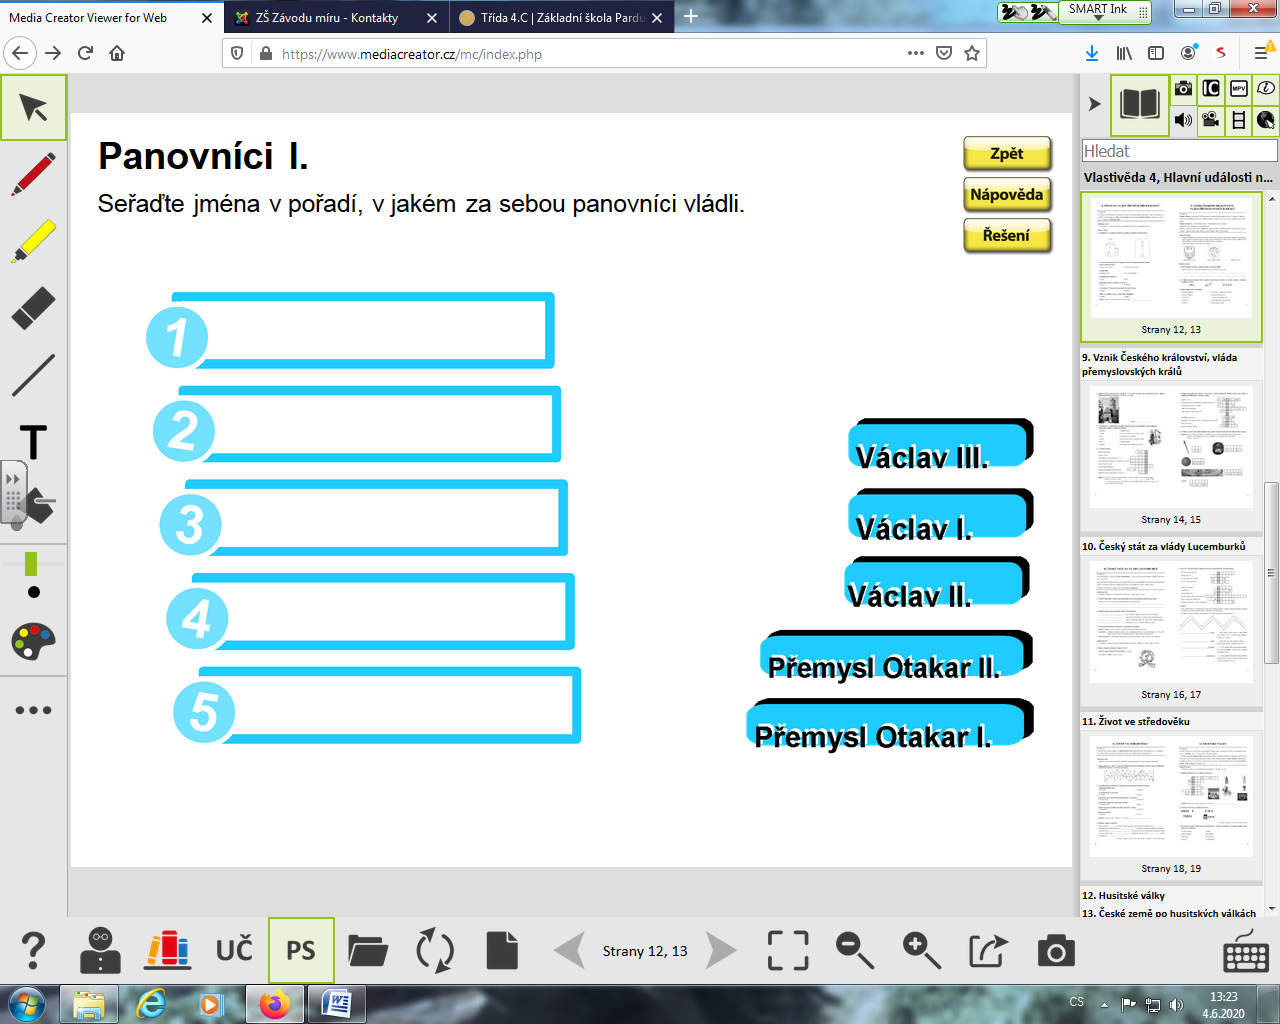 Media Creator Viewer for Web
ZŠ Závodu míru - Kontakty
Třída 4.C | Základní škola Pardu
SMART Ink
https://www.mediacreator.cz/mc/index.php
Panovníci I.
Seřaďte jména v pořadí, v jakém za sebou panovníci vládli.
Zpět
Nápověda
Řešení
1
2
3
4
5
Václav III.
Václav I.
Václav II.
Přemysl Otakar II.
Přemysl Otakar I.
T
IC
MPV
Hledat
Vlastivěda 4, Hlavní události n...
Strany 12, 13
9. Vznik Českého království, vláda
přemyslovských králů
Strany 14, 15
10. Český stát za vlády Lucemburků
Strany 16, 17
11. Život ve středověku
Strany 18, 19
12. Husitské války
13. České země po husitských válkách
?
UČ
PS
Strany 12, 13
CS
13:23
4.6.2020